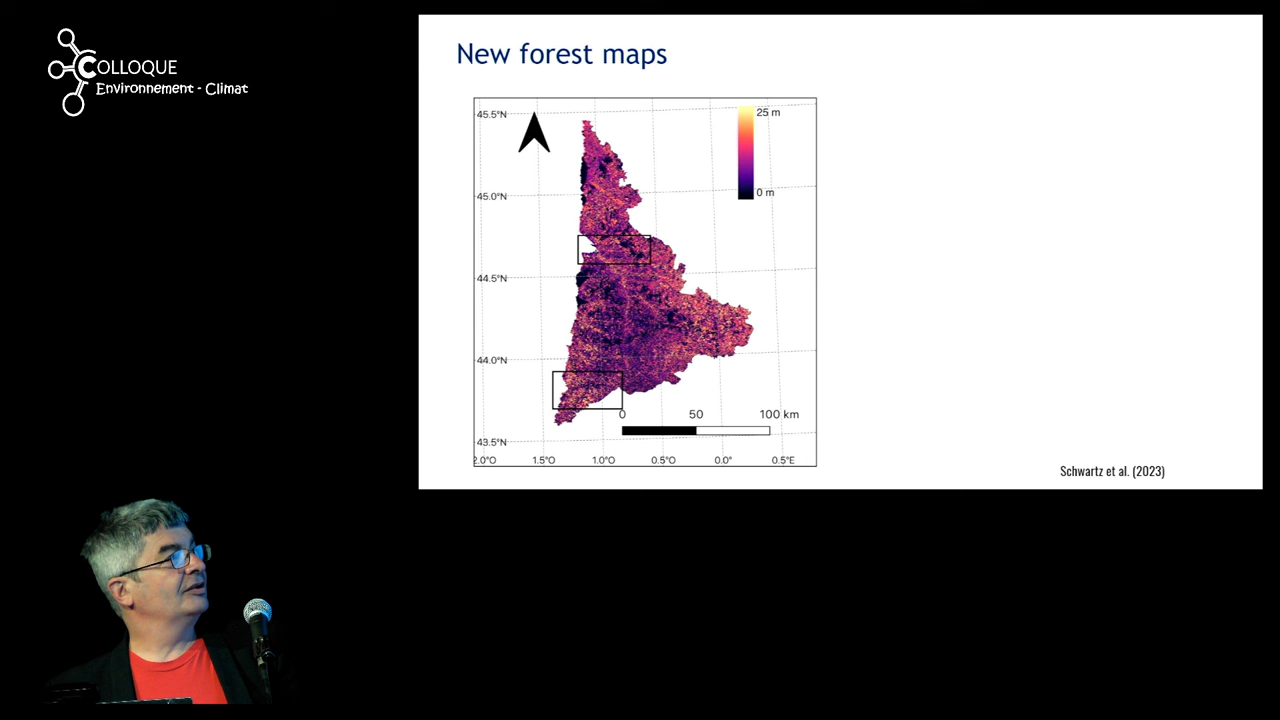 COLLOQUE
Environnement - Climat
New forest maps
45.5°N
45.0°N
44.5°N
44.0°N
43.5°N
25 m
0 m
0 50 100 km
2.0°O 1.5°O 1.0°O 0.5°O 0.0° 0.5°E
Schwartz et al. (2023)